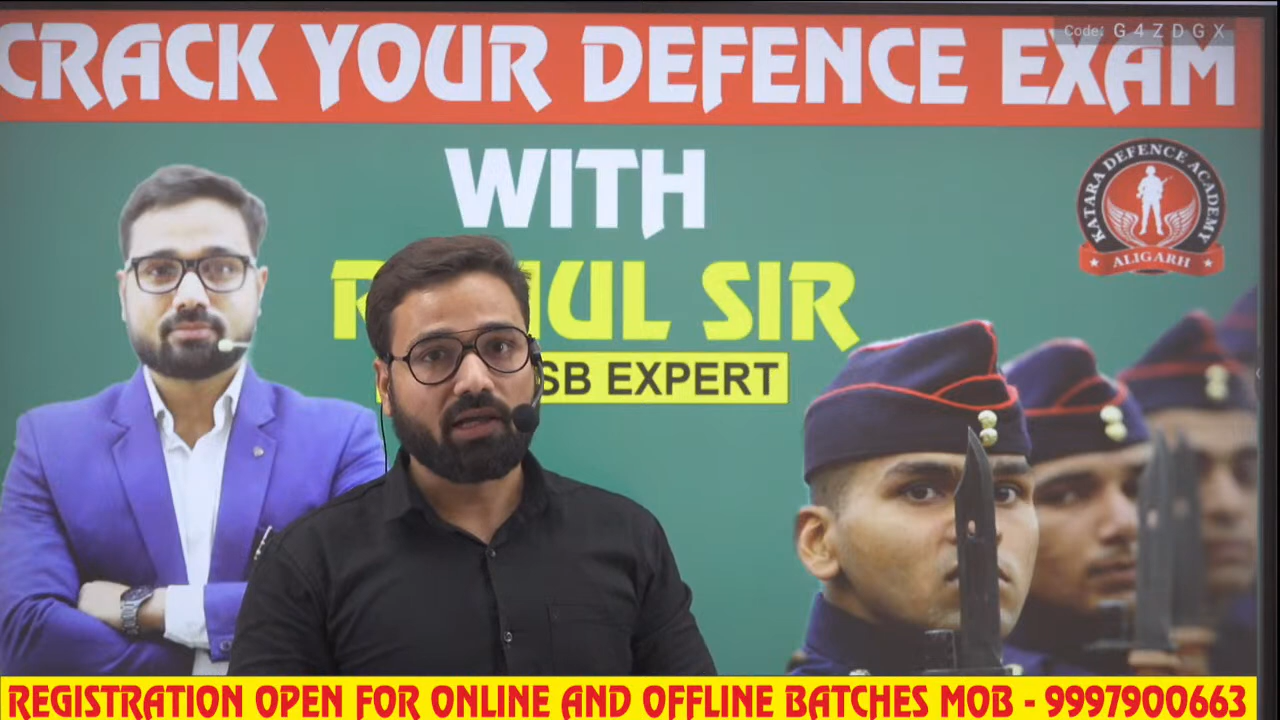 CRACK YOUR DEFENCE EXAM
Code: G4ZDGX
WITH
KATARA DEFENCE ACADEMY
ALIGARH
SIR
SB EXPERT
REGISTRATION OPEN FOR ONLINE AND OFFLINE BATCHES MOB - 9997900663